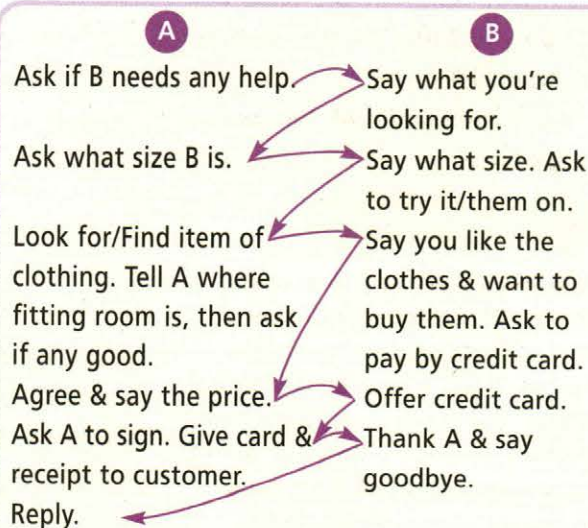 A
Ask if B needs any help.
Ask what size B is.
Look for/Find item of
clothing. Tell A where
fitting room is, then ask
if any good.
Agree & say the price.
Ask A to sign. Give card &
receipt to customer.
Reply.
B
Say what you're
looking for.
Say what size. Ask
to try it/them on.
Say you like the
clothes & want to
buy them. Ask to
pay by credit card.
Offer credit card.
Thank A & say
goodbye.